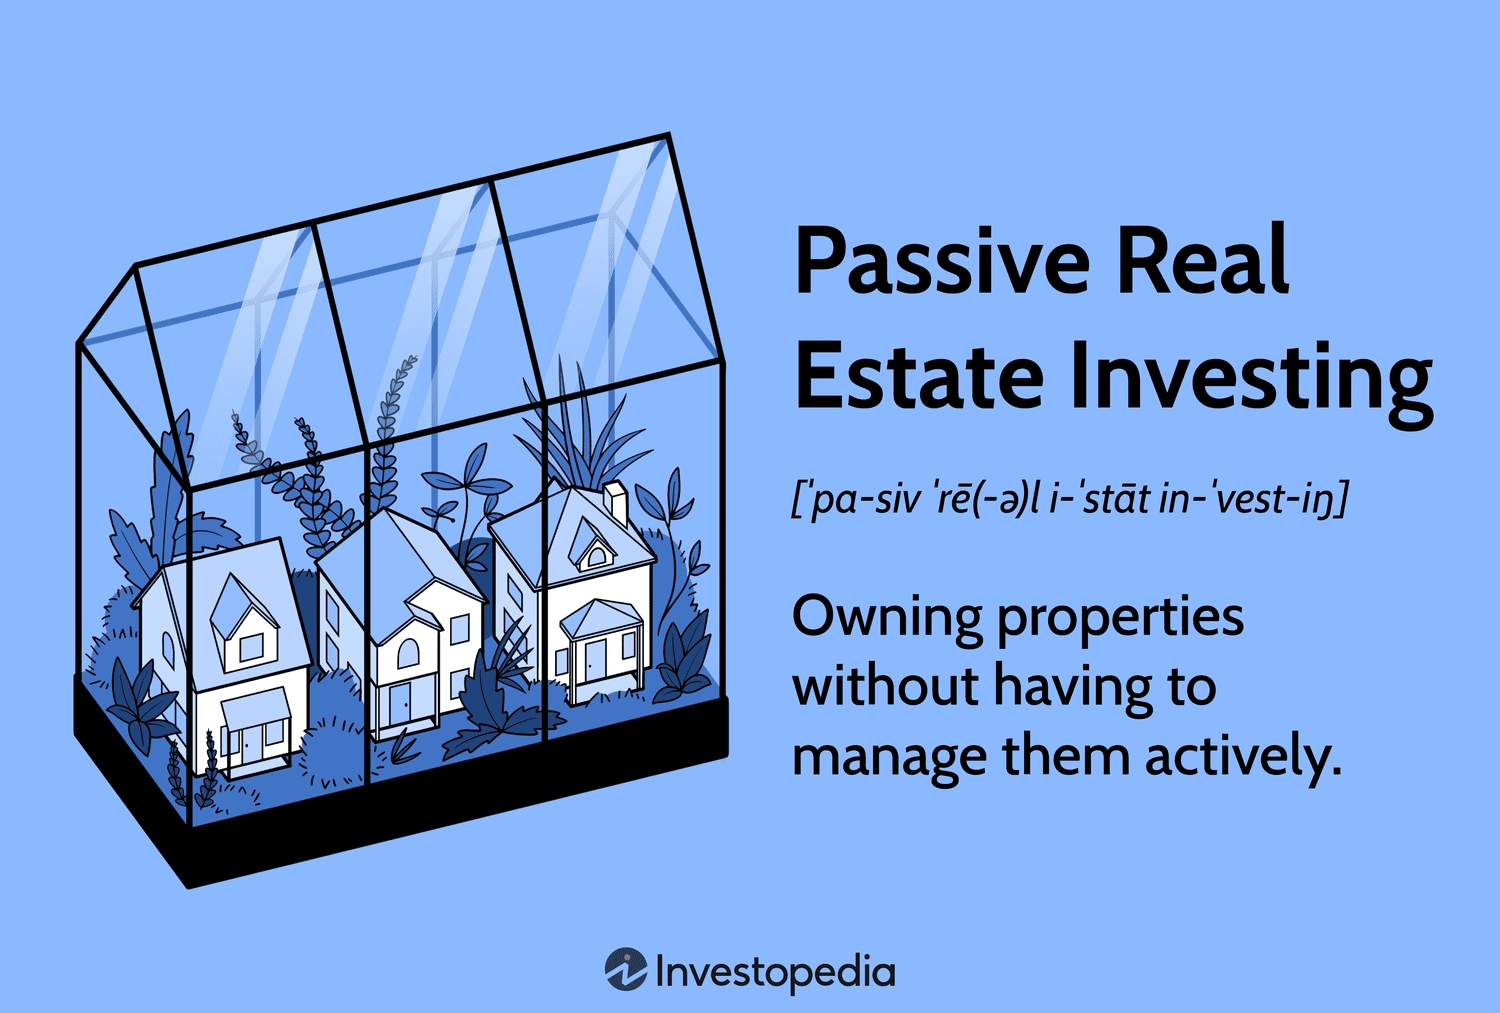 Passive Real
Estate Investing
[ˈpa-siv ˈrē(-ə)l i-ˈstāt in-ˈvest-iŋ]
Owning properties
without having to
manage them actively.
Investopedia